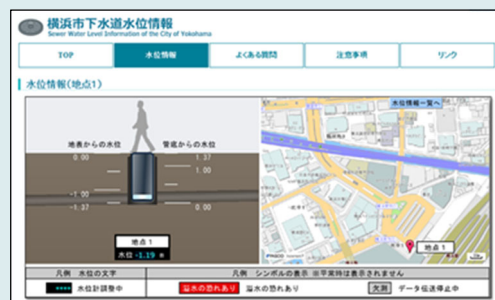 横浜市下水道水位情報
Sewer Water Level Information of the City of Yokohama
TOP 水位情報 よくある質問 注意事項 リンク
水位情報(地点1)
水位情報一覧へ
地表からの水位 管底からの水位
0.00 1.37
1.00
-1.00
-1.37 0.00
地点1
水位 -1.19 m
地点1
凡例 水位の文字 凡例 シンボルの表示 ※平常時は表示されません
水位計調整中 溢水の恐れあり 溢水の恐れあり 欠測 データ伝送停止中